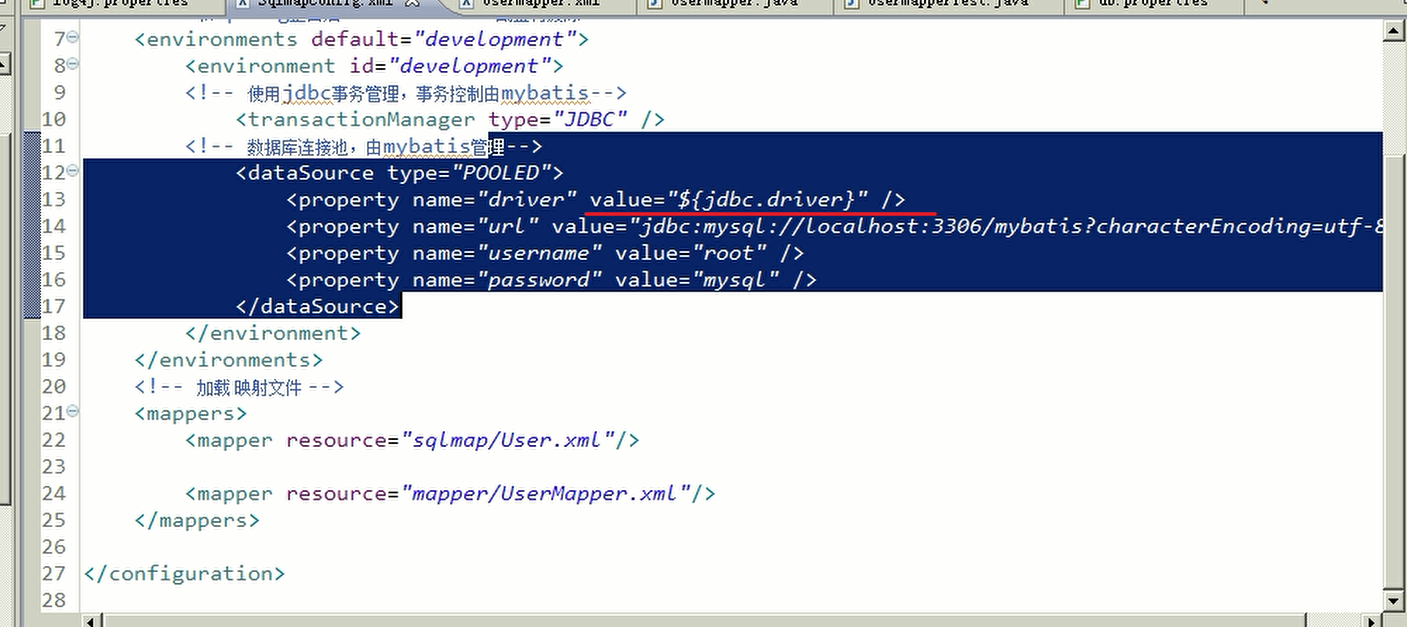 log4j.properties SqlMapConfig.xml UserMapper.xml UserMapper.java UserMapperTest.java db.properties
7 <environments default="development">
8 <environment id="development">
9 <!-- 使用jdbc事务管理，事务控制由mybatis-->
10 <transactionManager type="JDBC" />
11 <!-- 数据库连接池，由mybatis管理-->
12 <dataSource type="POOLED">
13 <property name="driver" value="${jdbc.driver}" />
14 <property name="url" value="jdbc:mysql://localhost:3306/mybatis?characterEncoding=utf-8
15 <property name="username" value="root" />
16 <property name="password" value="mysql" />
17 </dataSource>
18 </environment>
19 </environments>
20 <!-- 加载 映射文件 -->
21 <mappers>
22 <mapper resource="sqlmap/User.xml"/>
23
24 <mapper resource="mapper/UserMapper.xml"/>
25 </mappers>
26
27 </configuration>
28